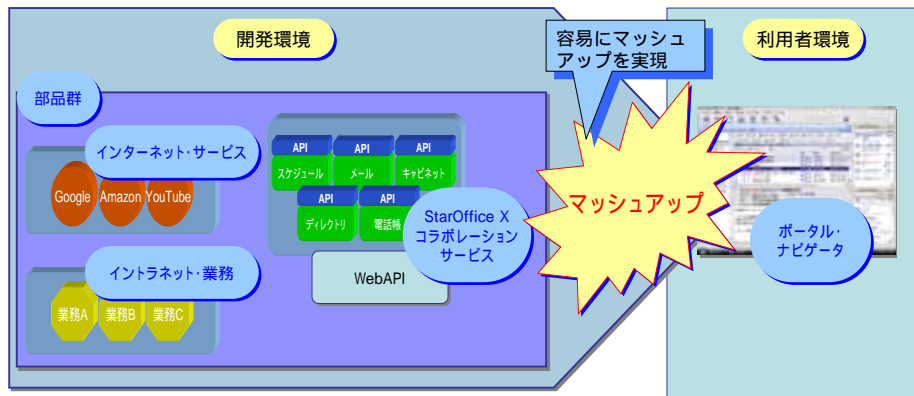 開発環境
容易にマッシュ
アップを実現
利用者環境
部品群
インターネット・サービス
Google
Amazon
YouTube
API
API
API
スケジュール
メール
キャビネット
API
API
ディレクトリ
電話帳
StarOffice X
コラボレーション
サービス
WebAPI
イントラネット・業務
業務A
業務B
業務C
マッシュアップ
ポータル・
ナビゲータ